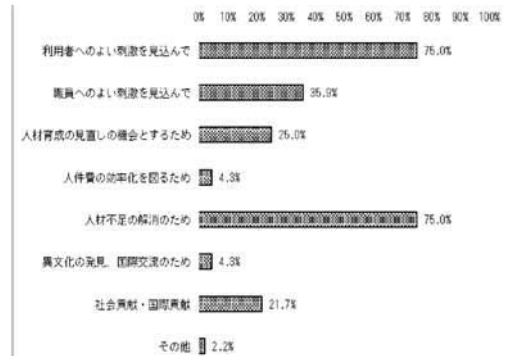 0% 10% 20% 30% 40% 50% 60% 70% 80% 90% 100%
利用者へのよい刺激を見込んで 75.0%
職員へのよい刺激を見込んで 35.9%
人材育成の見直しの機会とするため 25.0%
人件費の効率化を図るため 4.3%
人材不足の解消のため 75.0%
異文化の発見、国際交流のため 4.3%
社会貢献・国際貢献 21.7%
その他 2.2%